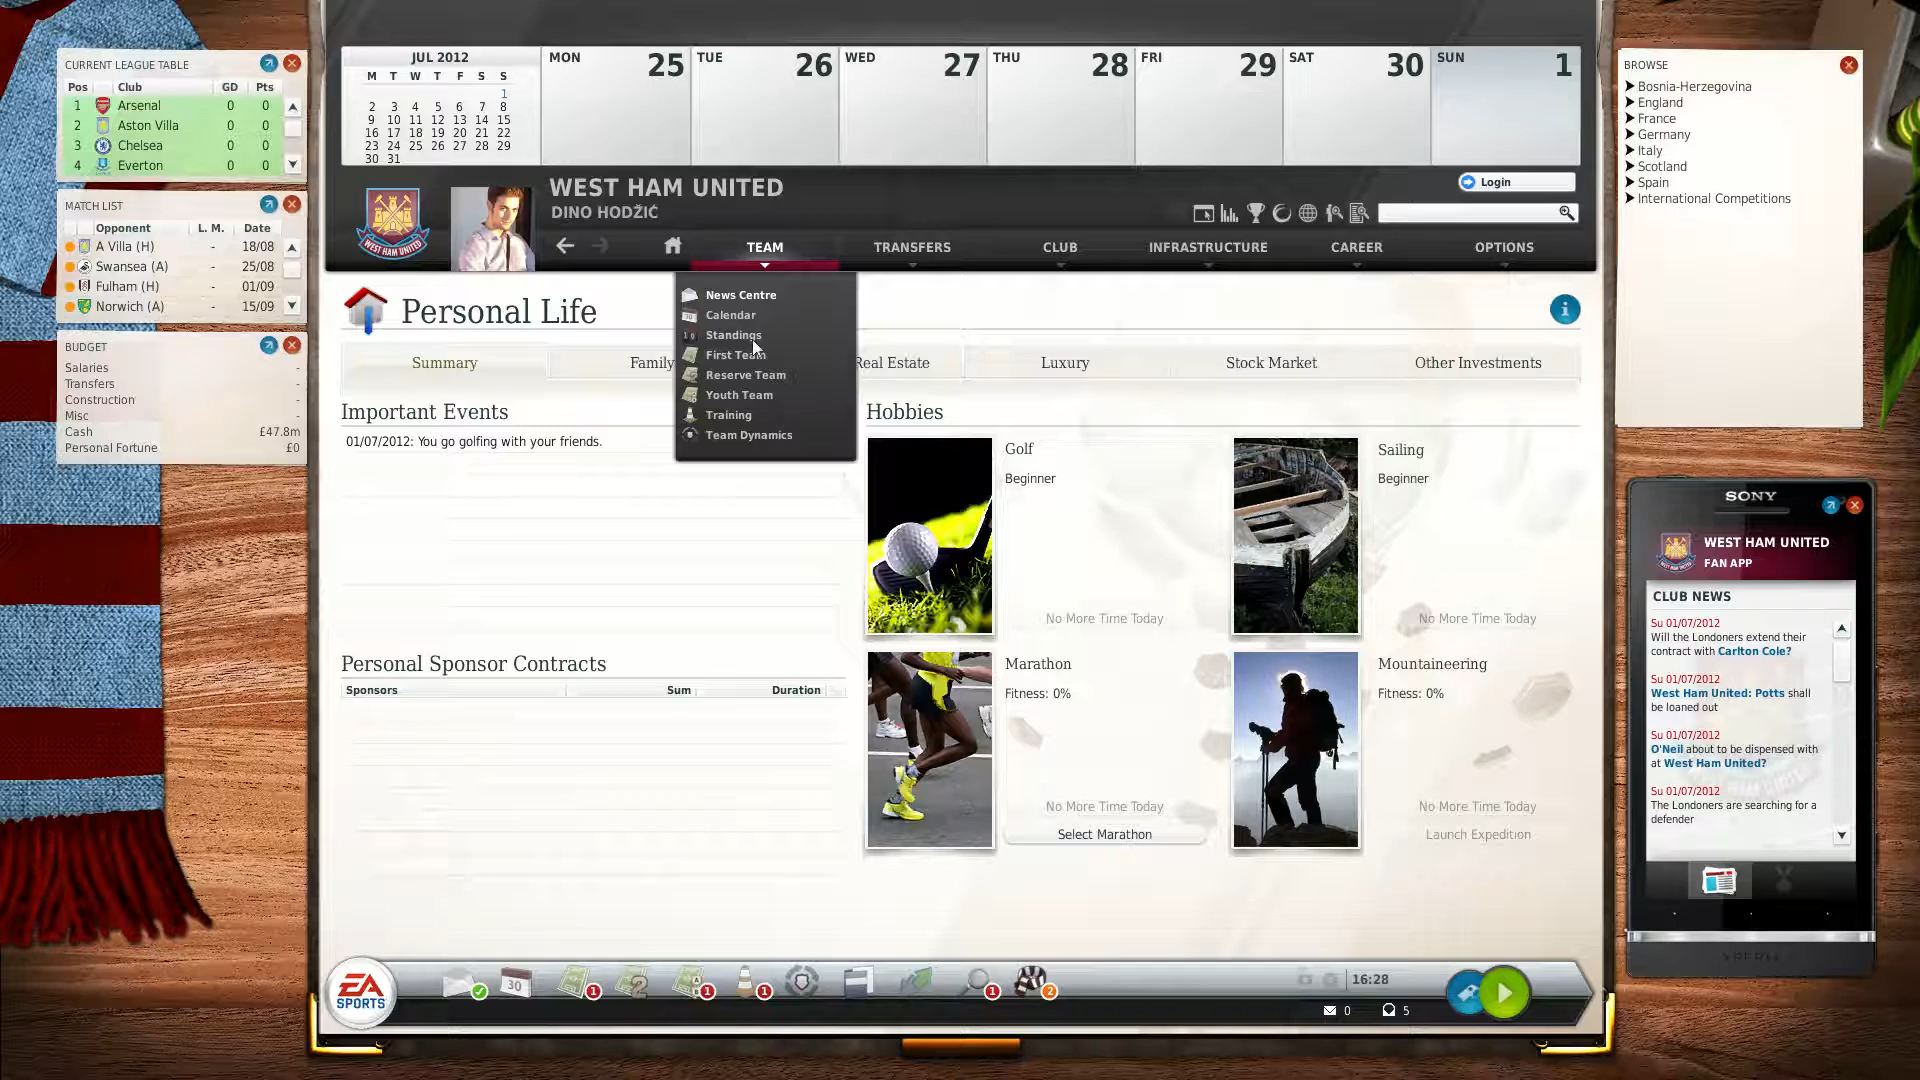 CURRENT LEAGUE TABLE
Pos Club GD Pts
1 Arsenal 0 0
2 Aston Villa 0 0
3 Chelsea 0 0
4 Everton 0 0
MATCH LIST
Opponent L. M. Date
A Villa (H) - 18/08
Swansea (A) - 25/08
Fulham (H) - 01/09
Norwich (A) - 15/09
BUDGET
Salaries -
Transfers -
Construction -
Misc -
Cash £47.8m
Personal Fortune £0
JUL 2012
M T W T F S S
1
2 3 4 5 6 7 8
9 10 11 12 13 14 15
16 17 18 19 20 21 22
23 24 25 26 27 28 29
30 31
MON 25 TUE 26 WED 27 THU 28 FRI 29 SAT 30 SUN 1
WEST HAM UNITED
DINO HODŽIĆ
WEST HAM UNITED
Login
TEAM TRANSFERS CLUB INFRASTRUCTURE CAREER OPTIONS
News Centre
Calendar
Standings
First Team
Reserve Team
Youth Team
Training
Team Dynamics
Personal Life
Summary Family Real Estate Luxury Stock Market Other Investments
Important Events
01/07/2012: You go golfing with your friends.
Personal Sponsor Contracts
Sponsors Sum Duration
Hobbies
Golf
Beginner
No More Time Today
Sailing
Beginner
No More Time Today
Marathon
Fitness: 0%
No More Time Today
Select Marathon
Mountaineering
Fitness: 0%
No More Time Today
Launch Expedition
BROWSE
Bosnia-Herzegovina
England
France
Germany
Italy
Scotland
Spain
International Competitions
SONY
WEST HAM UNITED
FAN APP
CLUB NEWS
Su 01/07/2012
Will the Londoners extend their
contract with Carlton Cole?
Su 01/07/2012
West Ham United: Potts shall
be loaned out
Su 01/07/2012
O'Neil about to be dispensed with
at West Ham United?
Su 01/07/2012
The Londoners are searching for a
defender
XPERIA
EA
SPORTS
30 1 2 1 1 1 2
16:28
0 5